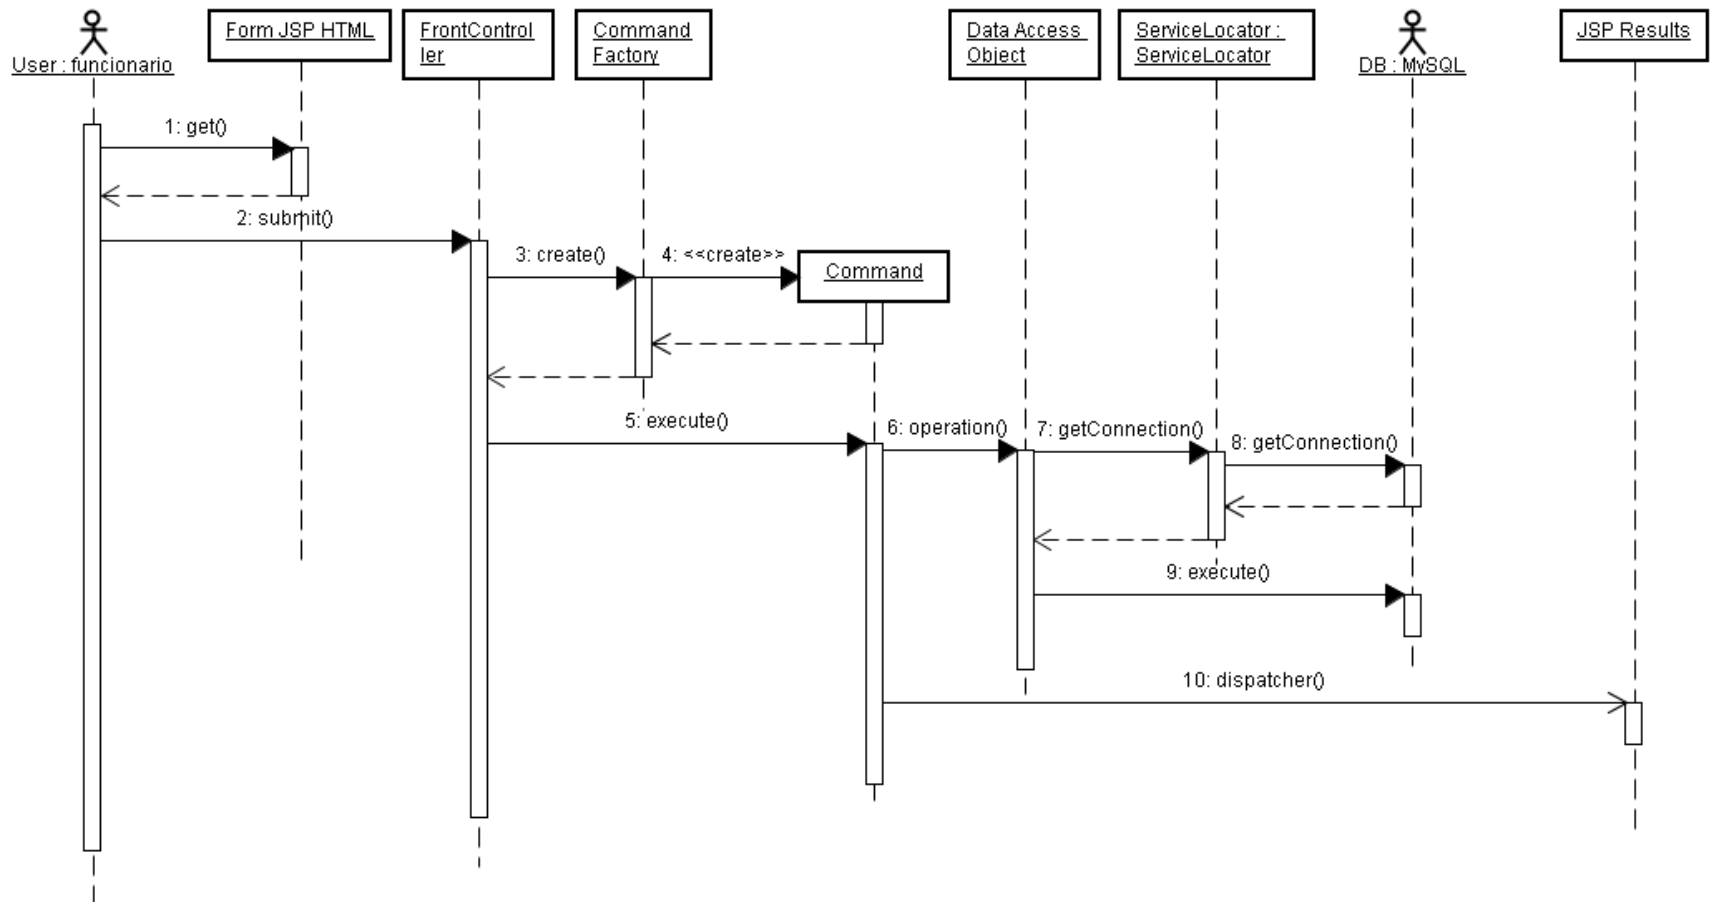 User : funcionario
Form JSP HTML
FrontControl
ler
Command
Factory
Data Access
Object
ServiceLocator :
ServiceLocator
DB : MySQL
JSP Results
1: get()
2: submit()
3: create()
4: <<create>>
Command
5: execute()
6: operation()
7: getConnection()
8: getConnection()
9: execute()
10: dispatcher()